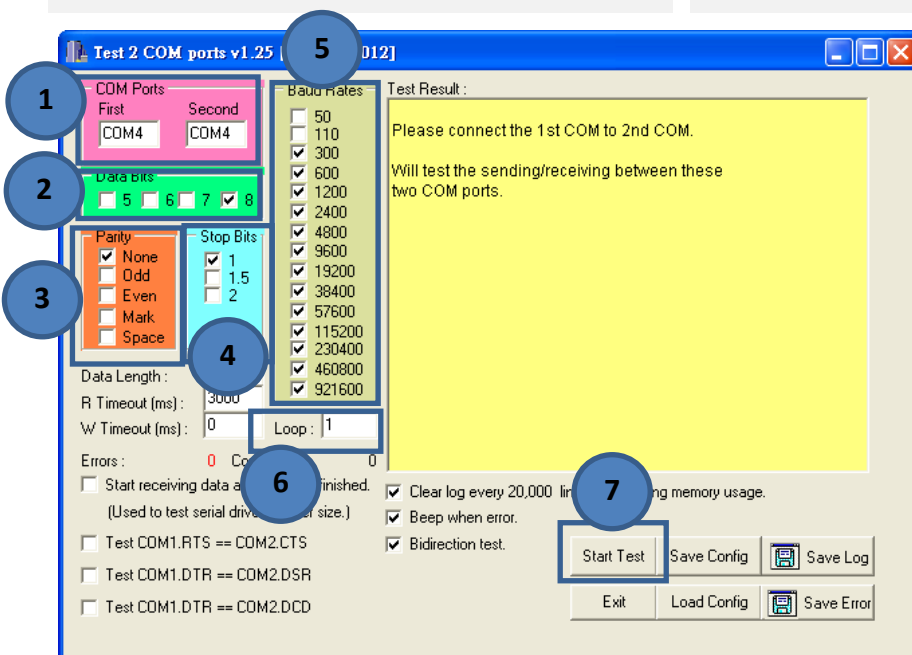 Test 2 COM ports v1.25 [ 012]
5
1
COM Ports
First Second
COM4 COM4
2
Data Bits
5 6 7 8
3
Parity
None
Odd
Even
Mark
Space
Stop Bits
1
1.5
2
4
Baud Rates
50
110
300
600
1200
2400
4800
9600
19200
38400
57600
115200
230400
460800
921600
Test Result :
Please connect the 1st COM to 2nd COM.
Will test the sending/receiving between these
two COM ports.
Data Length :
R Timeout (ms) : 3000
W Timeout (ms) : 0
Loop : 1
6
Errors : 0 0
Start receiving data finished.
(Used to test serial size.)
Test COM1.RTS == COM2.CTS
Test COM1.DTR == COM2.DSR
Test COM1.DTR == COM2.DCD
7
Clear log every 20,000 memory usage.
Beep when error.
Bidirection test.
Start Test Save Config Save Log
Exit Load Config Save Error